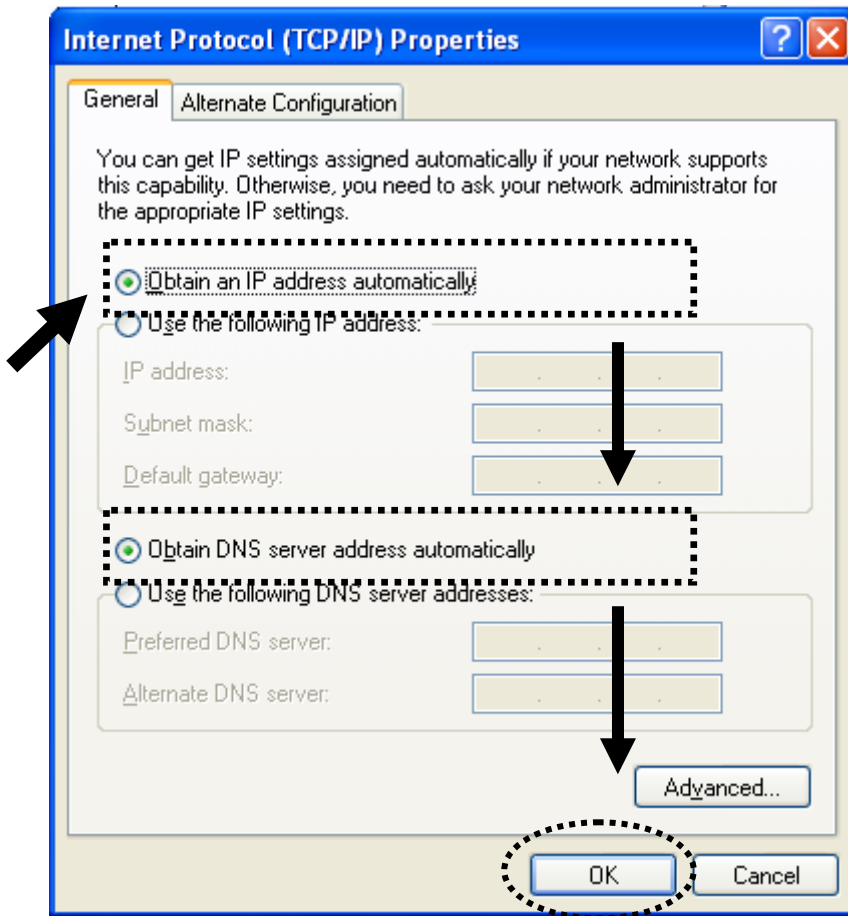 Internet Protocol (TCP/IP) Properties
General
Alternate Configuration
You can get IP settings assigned automatically if your network supports
this capability. Otherwise, you need to ask your network administrator for
the appropriate IP settings.
Obtain an IP address automatically
Use the following IP address:
IP address:
Subnet mask:
Default gateway:
Obtain DNS server address automatically
Use the following DNS server addresses:
Preferred DNS server:
Alternate DNS server:
Advanced...
OK
Cancel